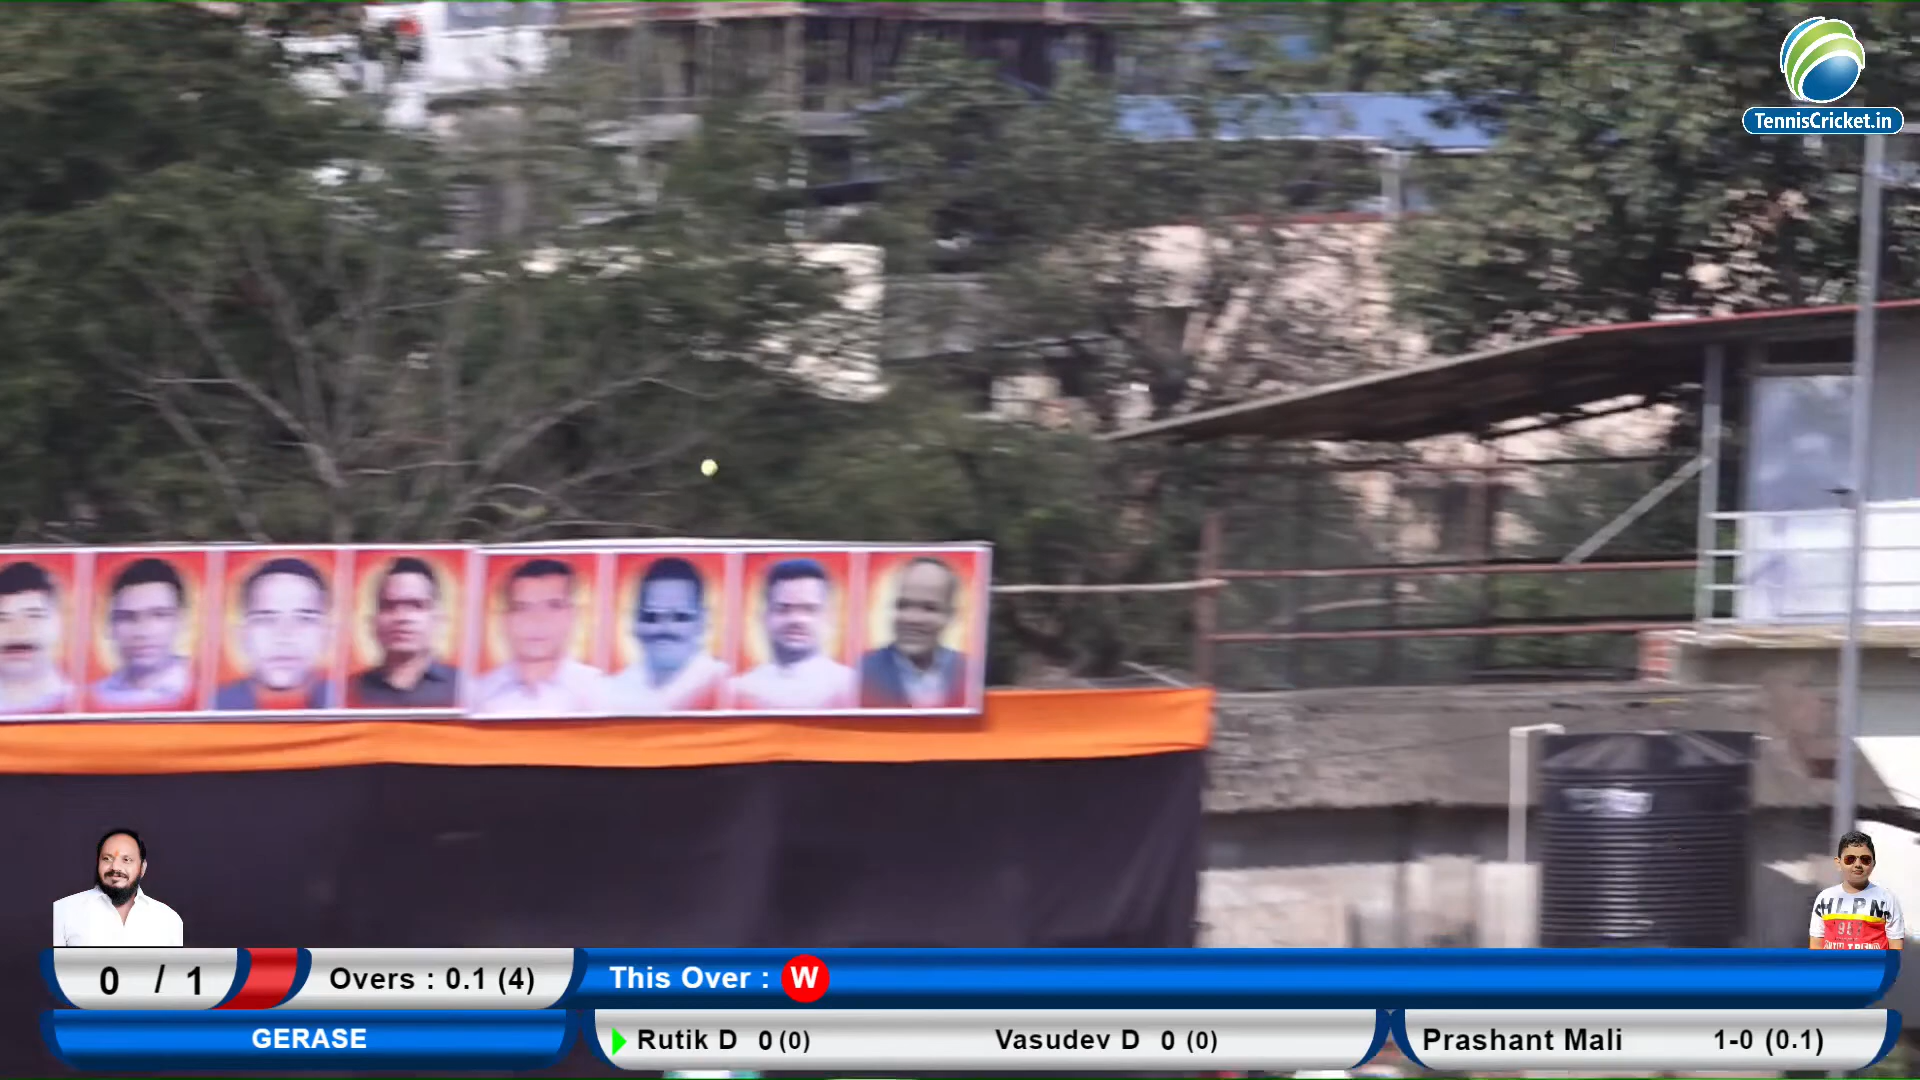 TennisCricket.in
0 / 1
Overs : 0.1 (4)
This Over : W
GERASE
Rutik D 0 (0)
Vasudev D 0 (0)
Prashant Mali 1-0 (0.1)